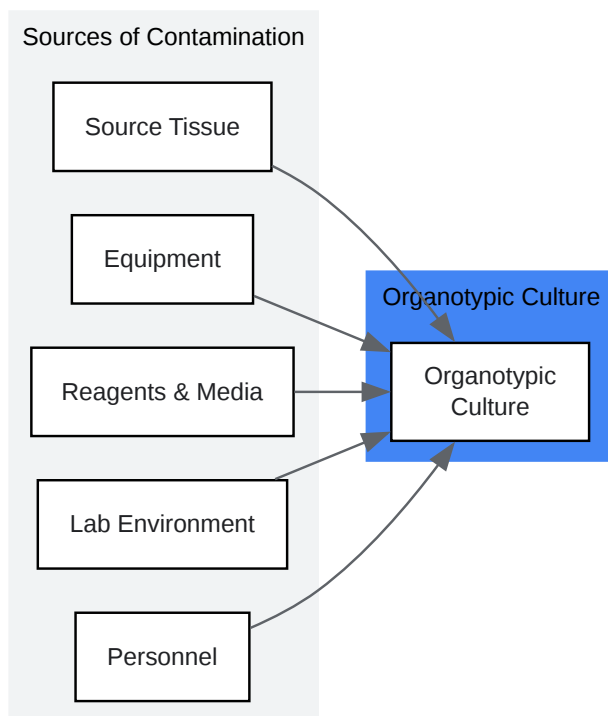 Sources of Contamination
Source Tissue
Equipment
Reagents & Media
Lab Environment
Personnel
Organotypic Culture
Organotypic
Culture